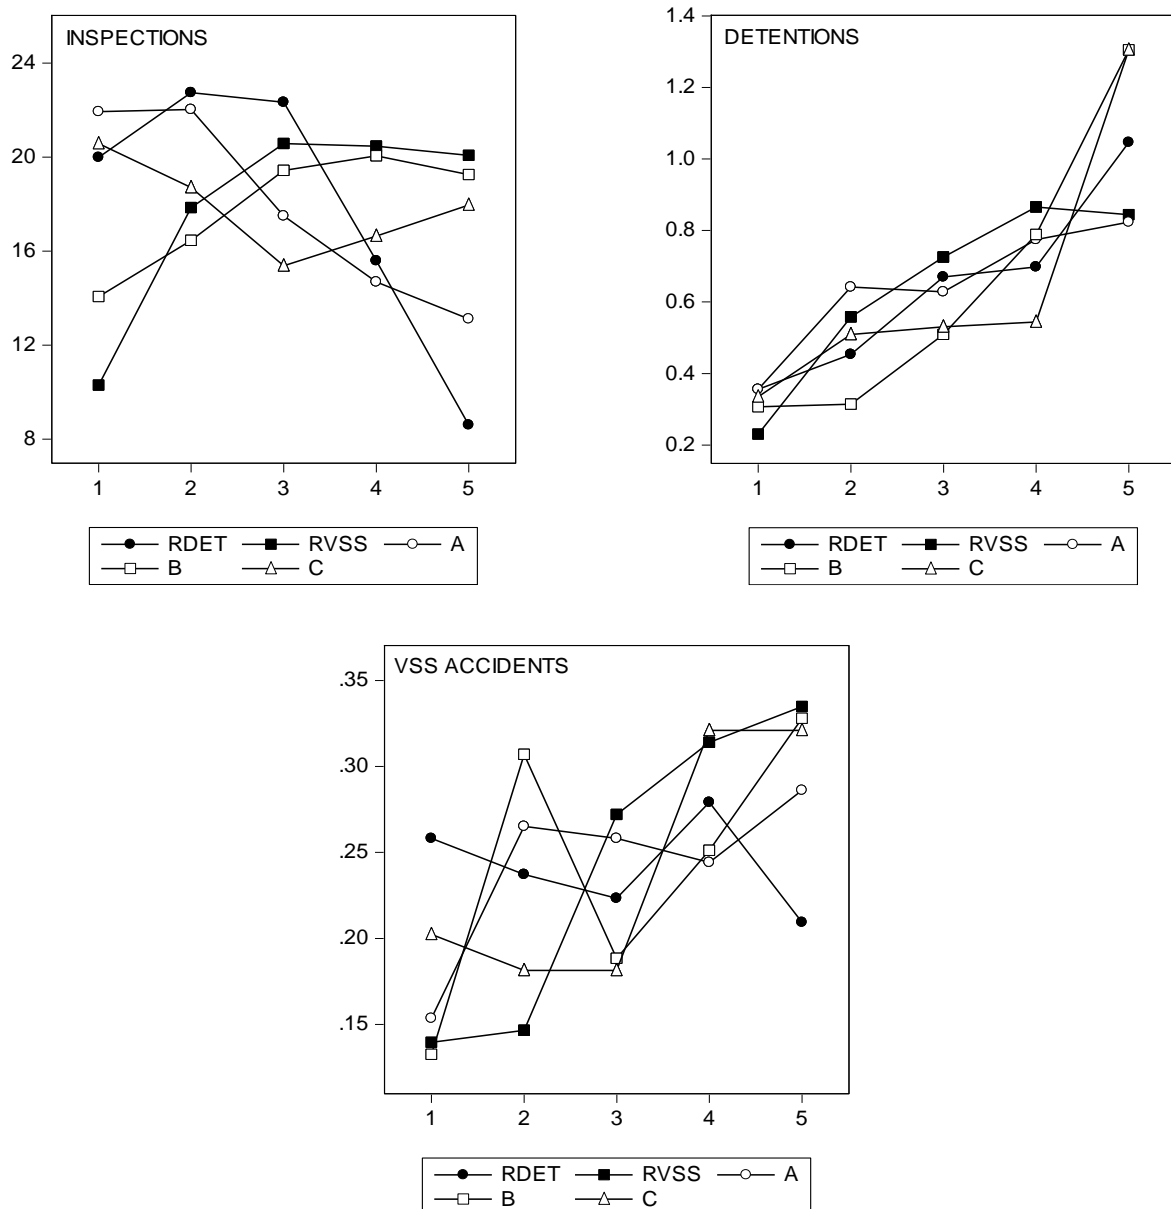 INSPECTIONS
24
20
16
12
8
1 2 3 4 5
RDET RVSS A
B C
DETENTIONS
1.4
1.2
1.0
0.8
0.6
0.4
0.2
1 2 3 4 5
RDET RVSS A
B C
VSS ACCIDENTS
.35
.30
.25
.20
.15
1 2 3 4 5
RDET RVSS A
B C